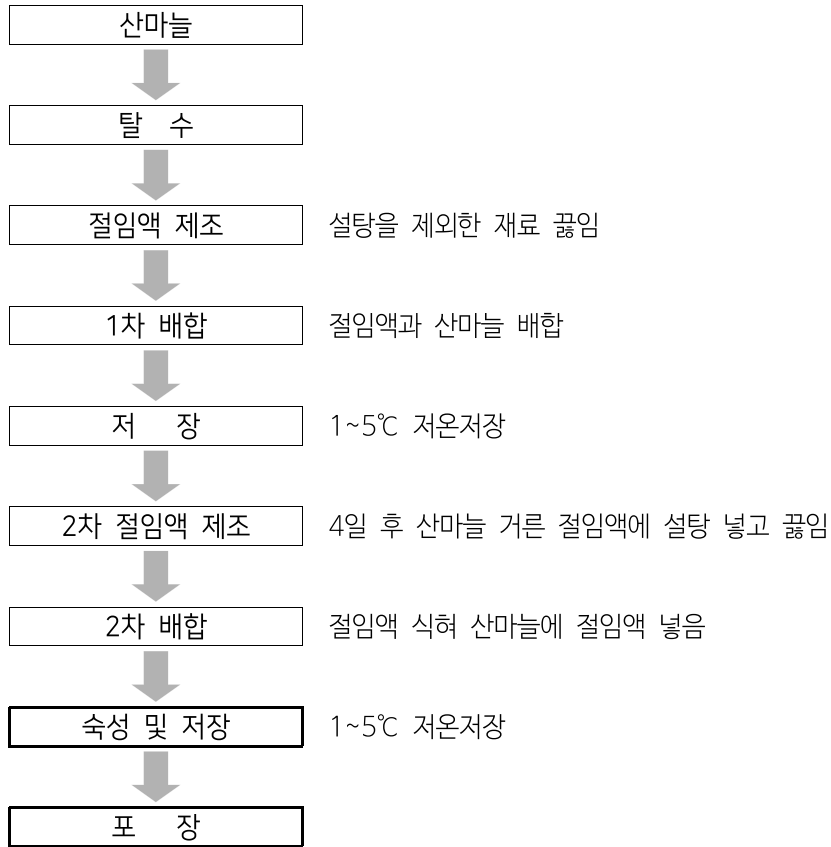 산마늘
탈 수
절임액 제조 설탕을 제외한 재료 끓임
1차 배합 절임액과 산마늘 배합
저 장 1~5℃ 저온저장
2차 절임액 제조 4일 후 산마늘 거른 절임액에 설탕 넣고 끓임
2차 배합 절임액 식혀 산마늘에 절임액 넣음
숙성 및 저장 1~5℃ 저온저장
포 장